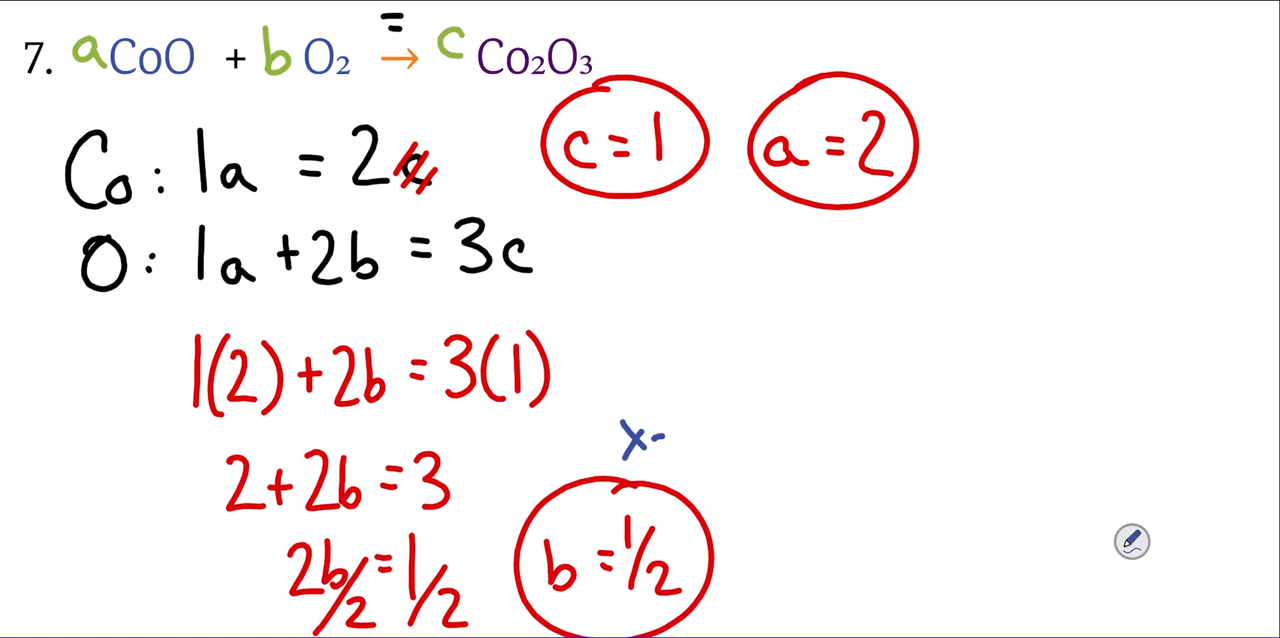 =
7. aCoO + b O₂ → c Co₂O₃
c = 1 a = 2
Co : 1a = 2
O : 1a + 2b = 3c
1(2) + 2b = 3(1)
x-
2 + 2b = 3
2b/2 = 1/2
b = 1/2